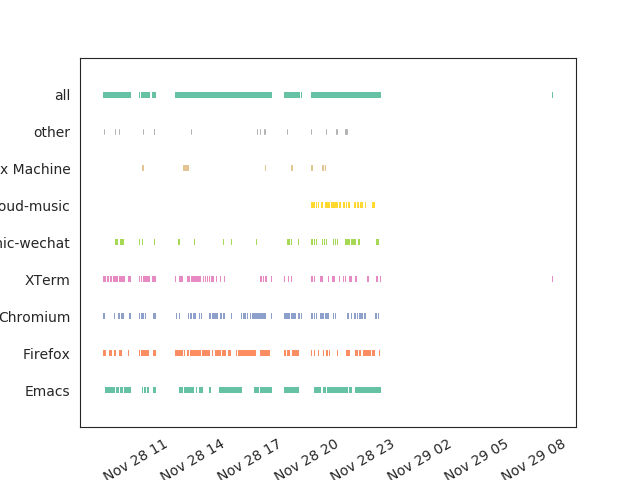 all
other
x Machine
oud-music
nic-wechat
XTerm
Chromium
Firefox
Emacs
Nov 28 11
Nov 28 14
Nov 28 17
Nov 28 20
Nov 28 23
Nov 29 02
Nov 29 05
Nov 29 08